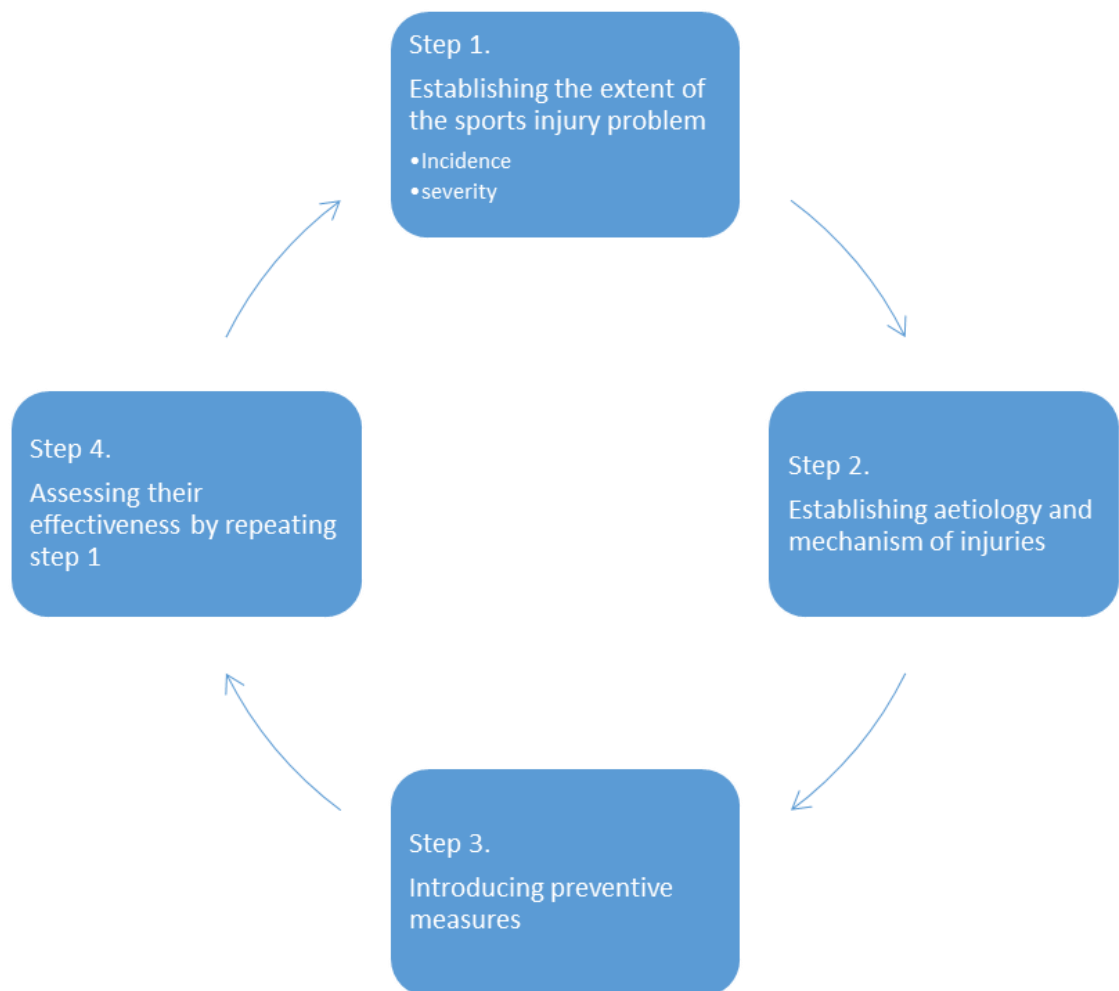 Step 1.
Establishing the extent of
the sports injury problem
•Incidence
•severity
Step 2.
Establishing aetiology and
mechanism of injuries
Step 3.
Introducing preventive
measures
Step 4.
Assessing their
effectiveness by repeating
step 1